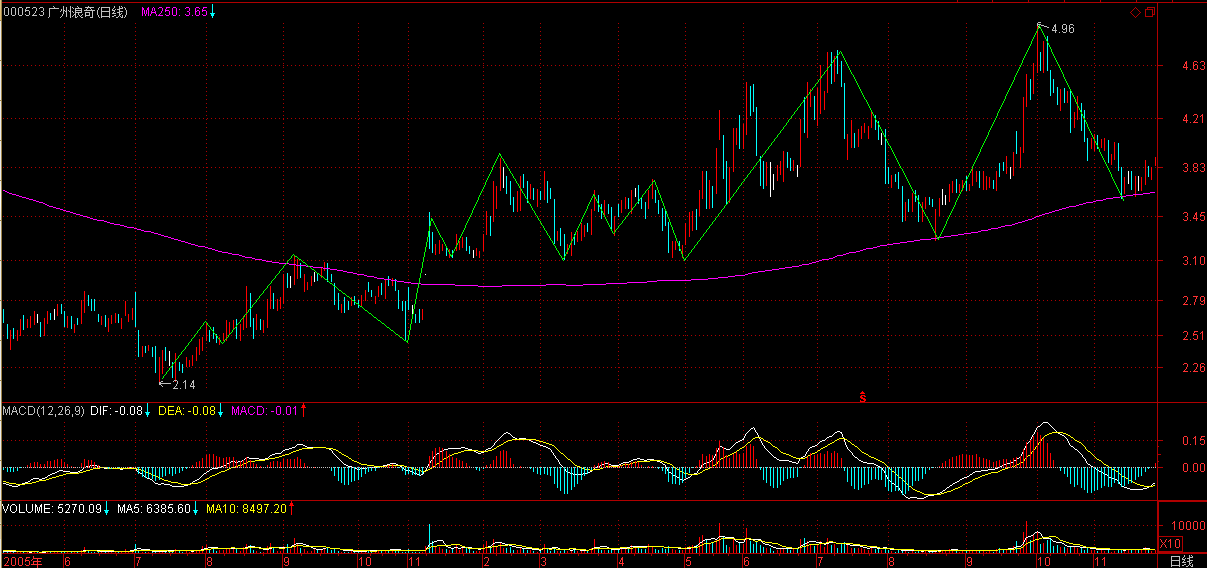 000523 广州浪奇(日线) MA250: 3.65↓
4.96
4.63
4.21
3.83
3.45
3.10
2.79
2.51
2.26
←2.14
S
MACD(12,26,9) DIF: -0.08↓ DEA: -0.08↓ MACD: -0.01↑
0.15
0.00
VOLUME: 5270.09↓ MA5: 6385.60↓ MA10: 8497.20↑
10000
X10
2005年 6 7 8 9 10 11 2 3 4 5 6 7 8 9 10 11 日线